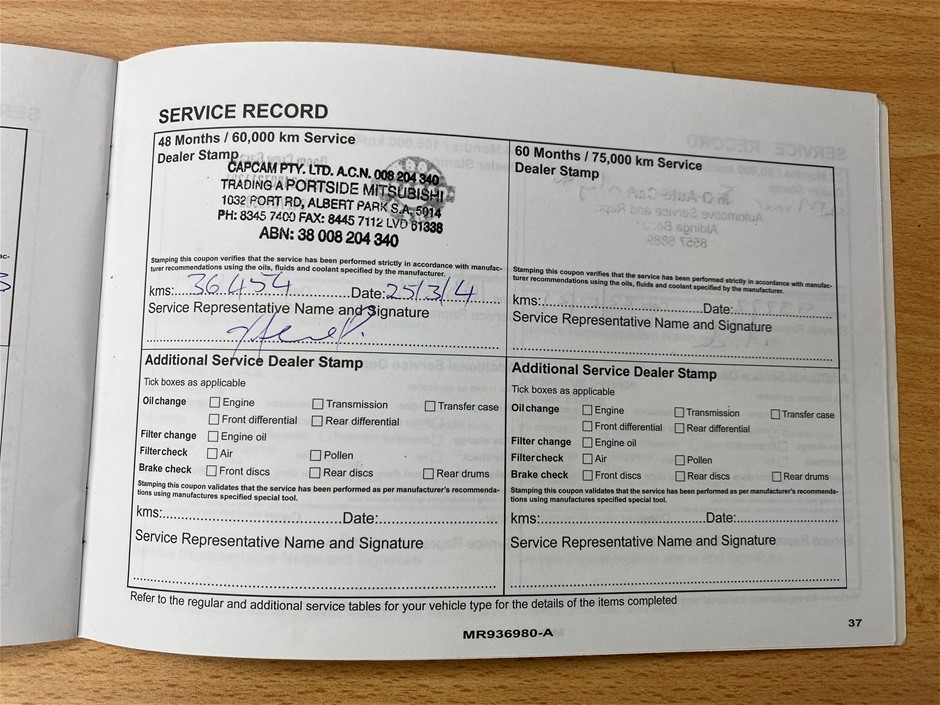 SERVICE RECORD
48 Months / 60,000 km Service
Dealer Stamp
CAPCAM PTY. LTD. A.C.N. 008 204 340
TRADING A PORTSIDE MITSUBISHI
1032 PORT RD, ALBERT PARK S.A. 5014
PH: 8345 7400 FAX: 8445 7112 LVD 61338
ABN: 38 008 204 340
Stamping this coupon verifies that the service has been performed strictly in accordance with manufac-
turer recommendations using the oils, fluids and coolant specified by the manufacturer.
kms: 36.454 Date: 25/3/4
Service Representative Name and Signature
Additional Service Dealer Stamp
Tick boxes as applicable
Oil change Engine Transmission Transfer case
Front differential Rear differential
Filter change Engine oil
Filter check Air Pollen
Brake check Front discs Rear discs Rear drums
Stamping this coupon validates that the service has been performed as per manufacturer's recommenda-
tions using manufactures specified special tool.
kms: Date:
Service Representative Name and Signature
60 Months / 75,000 km Service
Dealer Stamp
Stamping this coupon verifies that the service has been performed strictly in accordance with manufac-
turer recommendations using the oils, fluids and coolant specified by the manufacturer.
kms: Date:
Service Representative Name and Signature
Additional Service Dealer Stamp
Tick boxes as applicable
Oil change Engine Transmission Transfer case
Front differential Rear differential
Filter change Engine oil
Filter check Air Pollen
Brake check Front discs Rear discs Rear drums
Stamping this coupon validates that the service has been performed as per manufacturer's recommenda-
tions using manufactures specified special tool.
kms: Date:
Service Representative Name and Signature
Refer to the regular and additional service tables for your vehicle type for the details of the items completed
MR936980-A
37